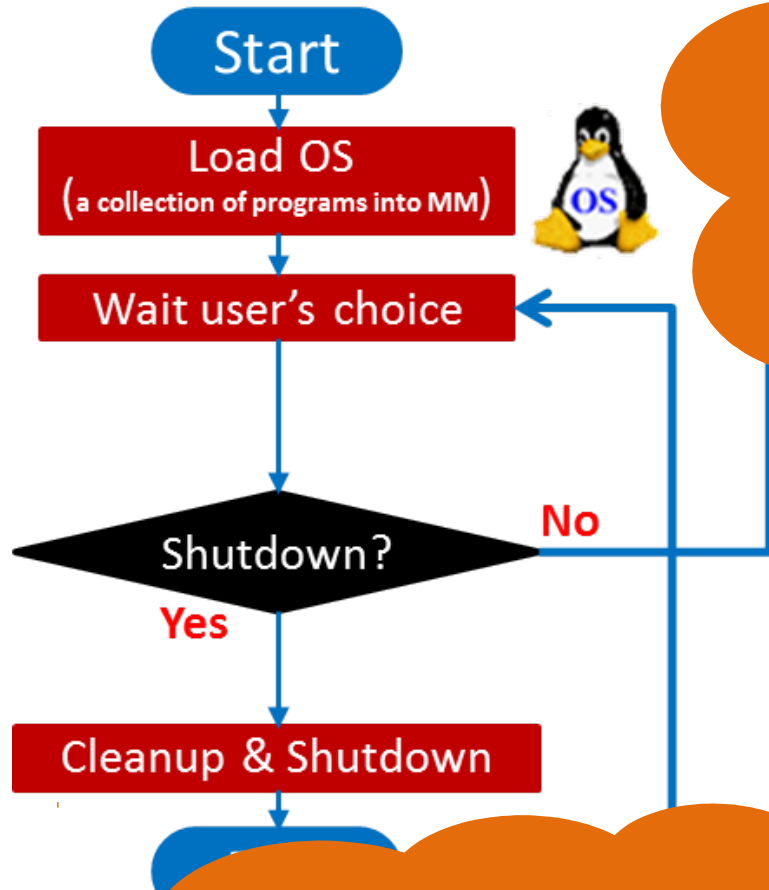 Start
Load OS
(a collection of programs into MM)
OS
Wait user's choice
Shutdown?
No
Yes
Cleanup & Shutdown